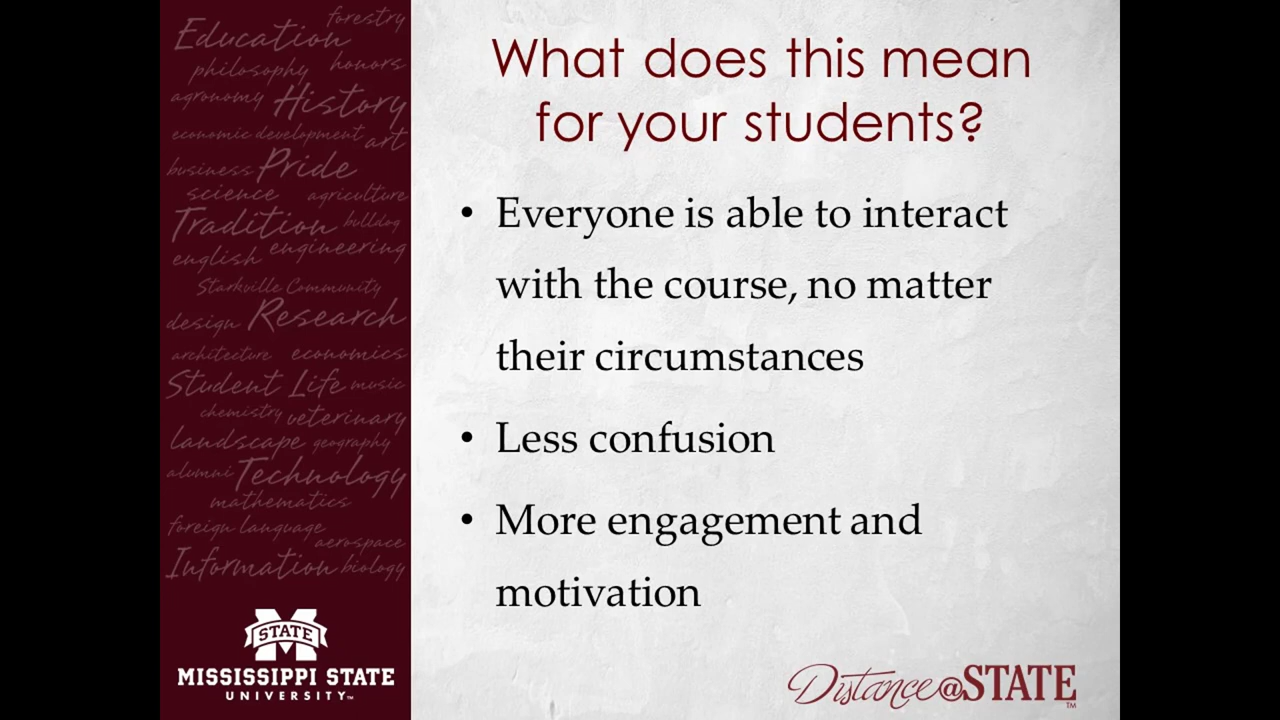 forestry
Education
philosophy honors
agronomy History
economic development art
business Pride
science agriculture
Tradition bulldog
english engineering
Starkville Community
design Research
architecture economics
Student Life music
chemistry veterinary
landscape geography
alumni Technology
mathematics
foreign language
aerospace
Information biology
STATE
MISSISSIPPI STATE
UNIVERSITY™
What does this mean
for your students?
• Everyone is able to interact
with the course, no matter
their circumstances
• Less confusion
• More engagement and
motivation
Distance@STATE™